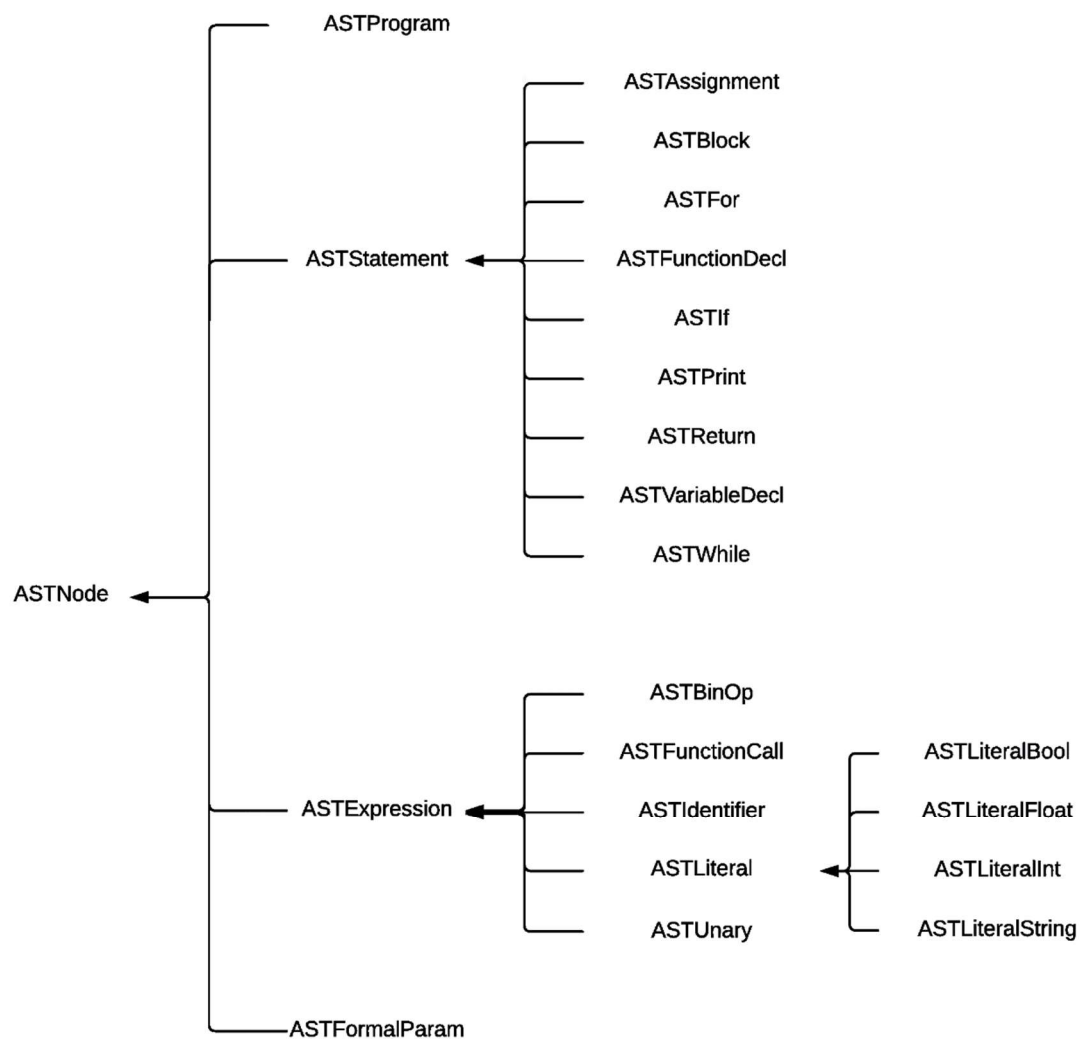 ASTProgram
ASTAssignment
ASTBlock
ASTFor
ASTStatement
ASTFunctionDecl
ASTIf
ASTPrint
ASTReturn
ASTVariableDecl
ASTWhile
ASTNode
ASTBinOp
ASTFunctionCall
ASTLiteralBool
ASTExpression
ASTIdentifier
ASTLiteralFloat
ASTLiteral
ASTLiteralInt
ASTUnary
ASTLiteralString
ASTFormalParam